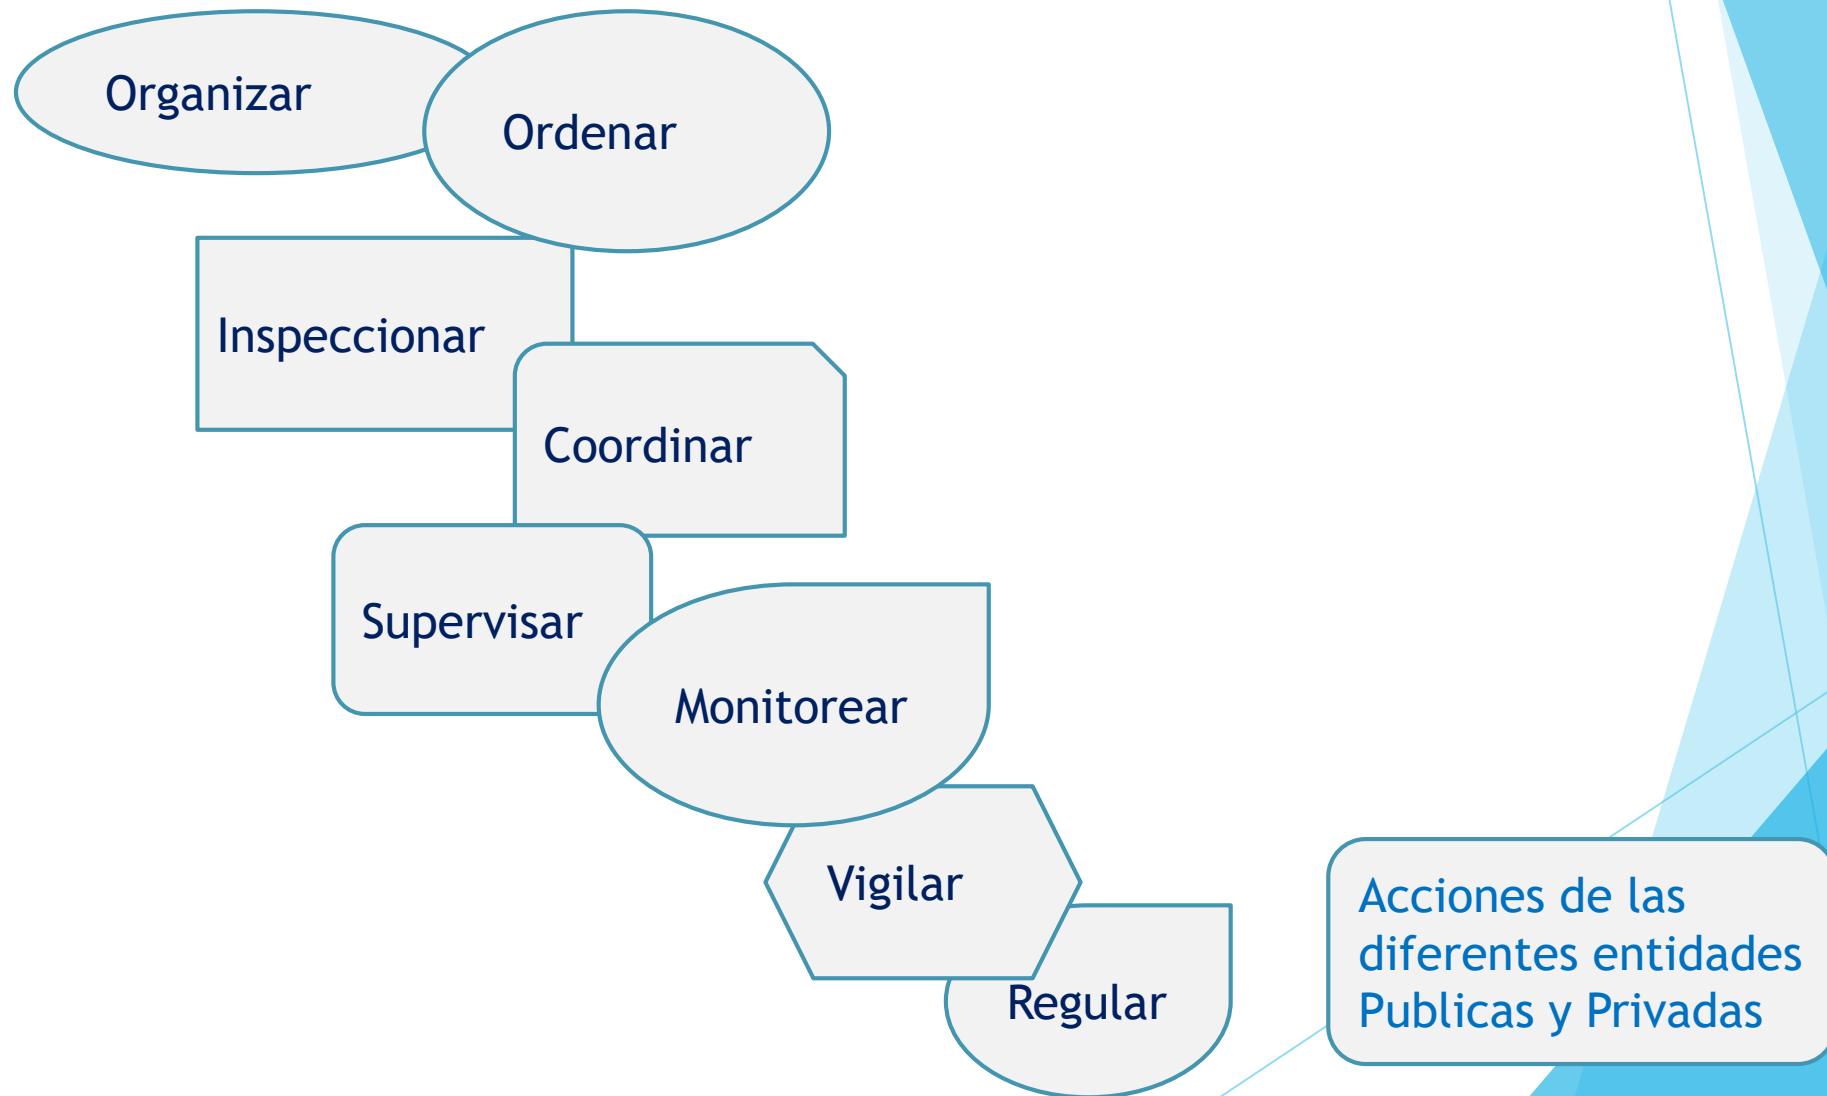 Organizar
Ordenar
Inspeccionar
Coordinar
Supervisar
Monitorear
Vigilar
Regular
Acciones de las
diferentes entidades
Publicas y Privadas